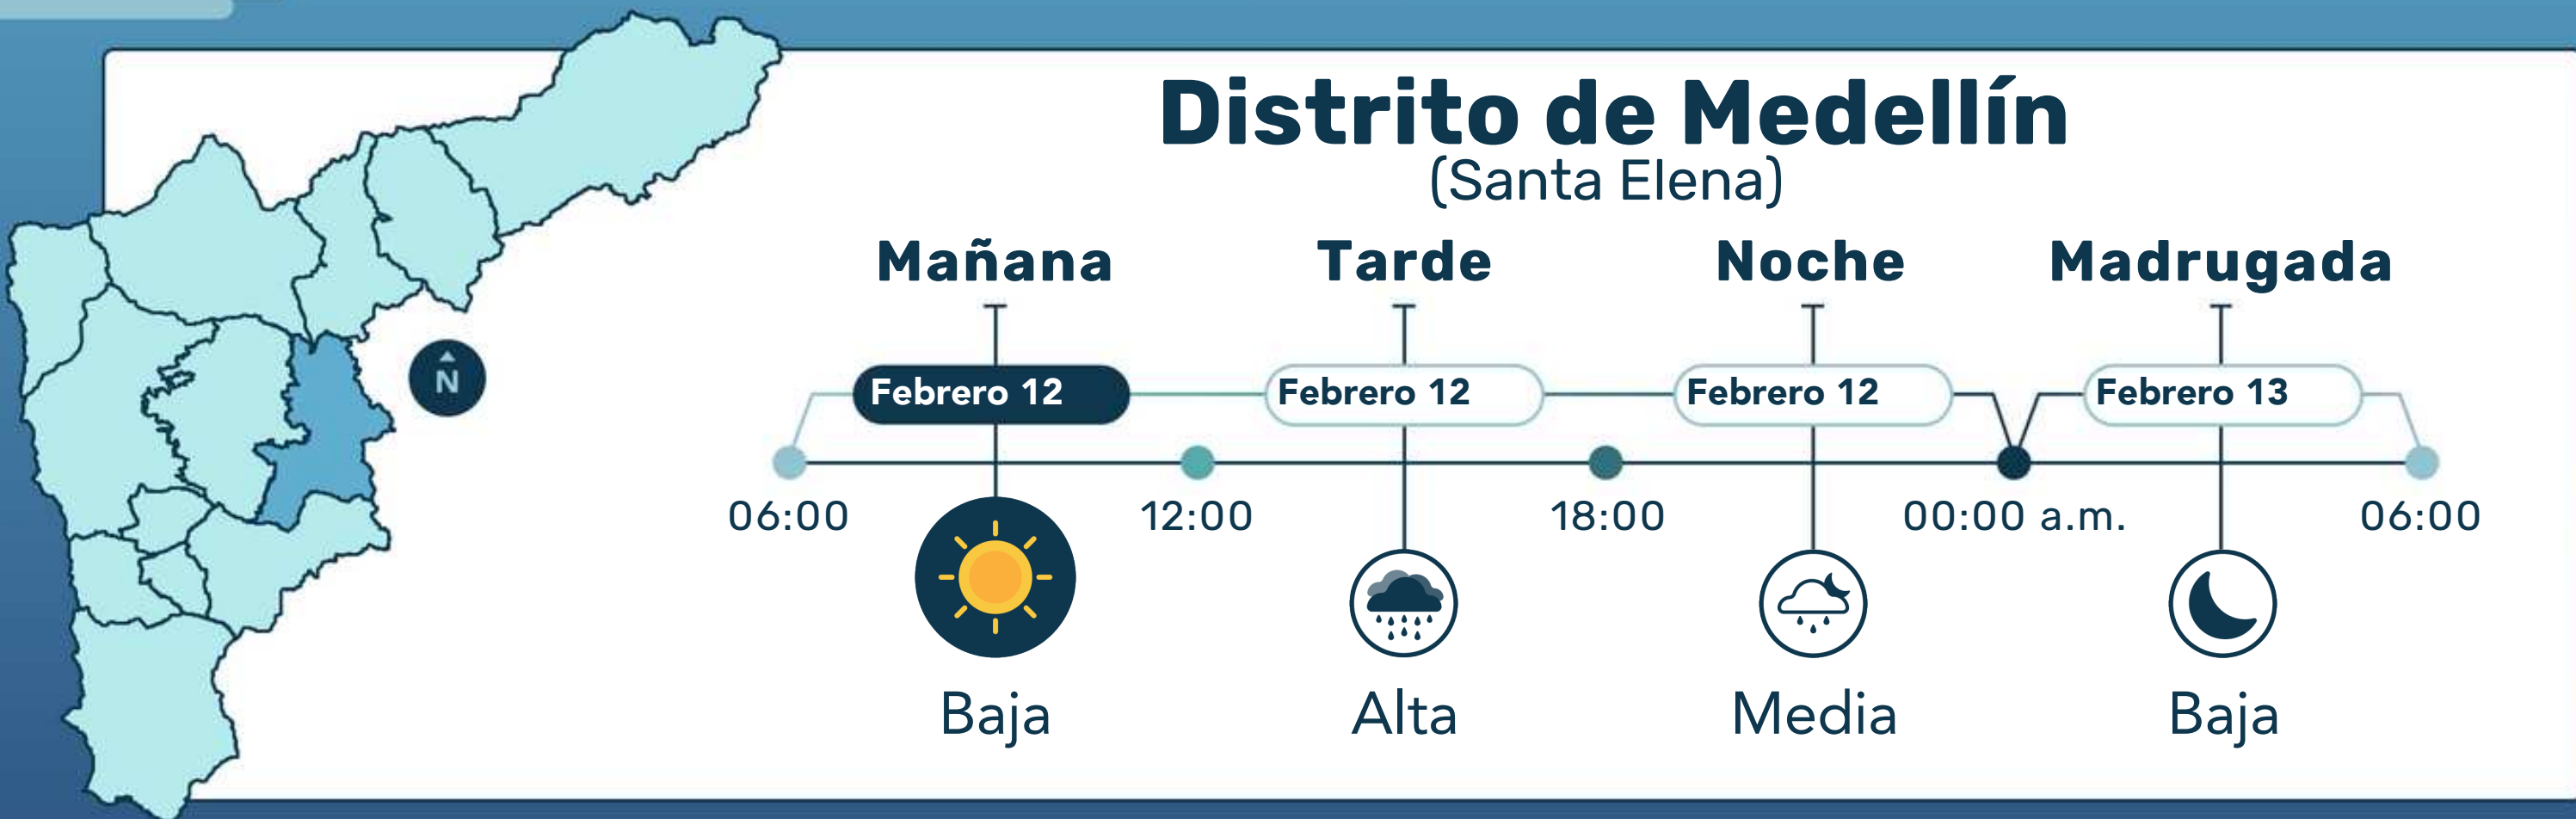 Distrito de Medellín
(Santa Elena)
Mañana Tarde Noche Madrugada
Febrero 12 Febrero 12 Febrero 12 Febrero 13
N
06:00 12:00 18:00 00:00 a.m. 06:00
Baja Alta Media Baja